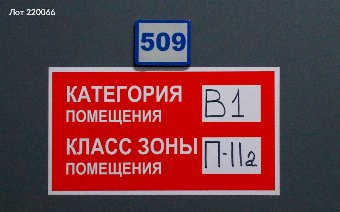 Лот 220066
509
КАТЕГОРИЯ
ПОМЕЩЕНИЯ
В1
КЛАСС ЗОНЫ
ПОМЕЩЕНИЯ
П-IIа